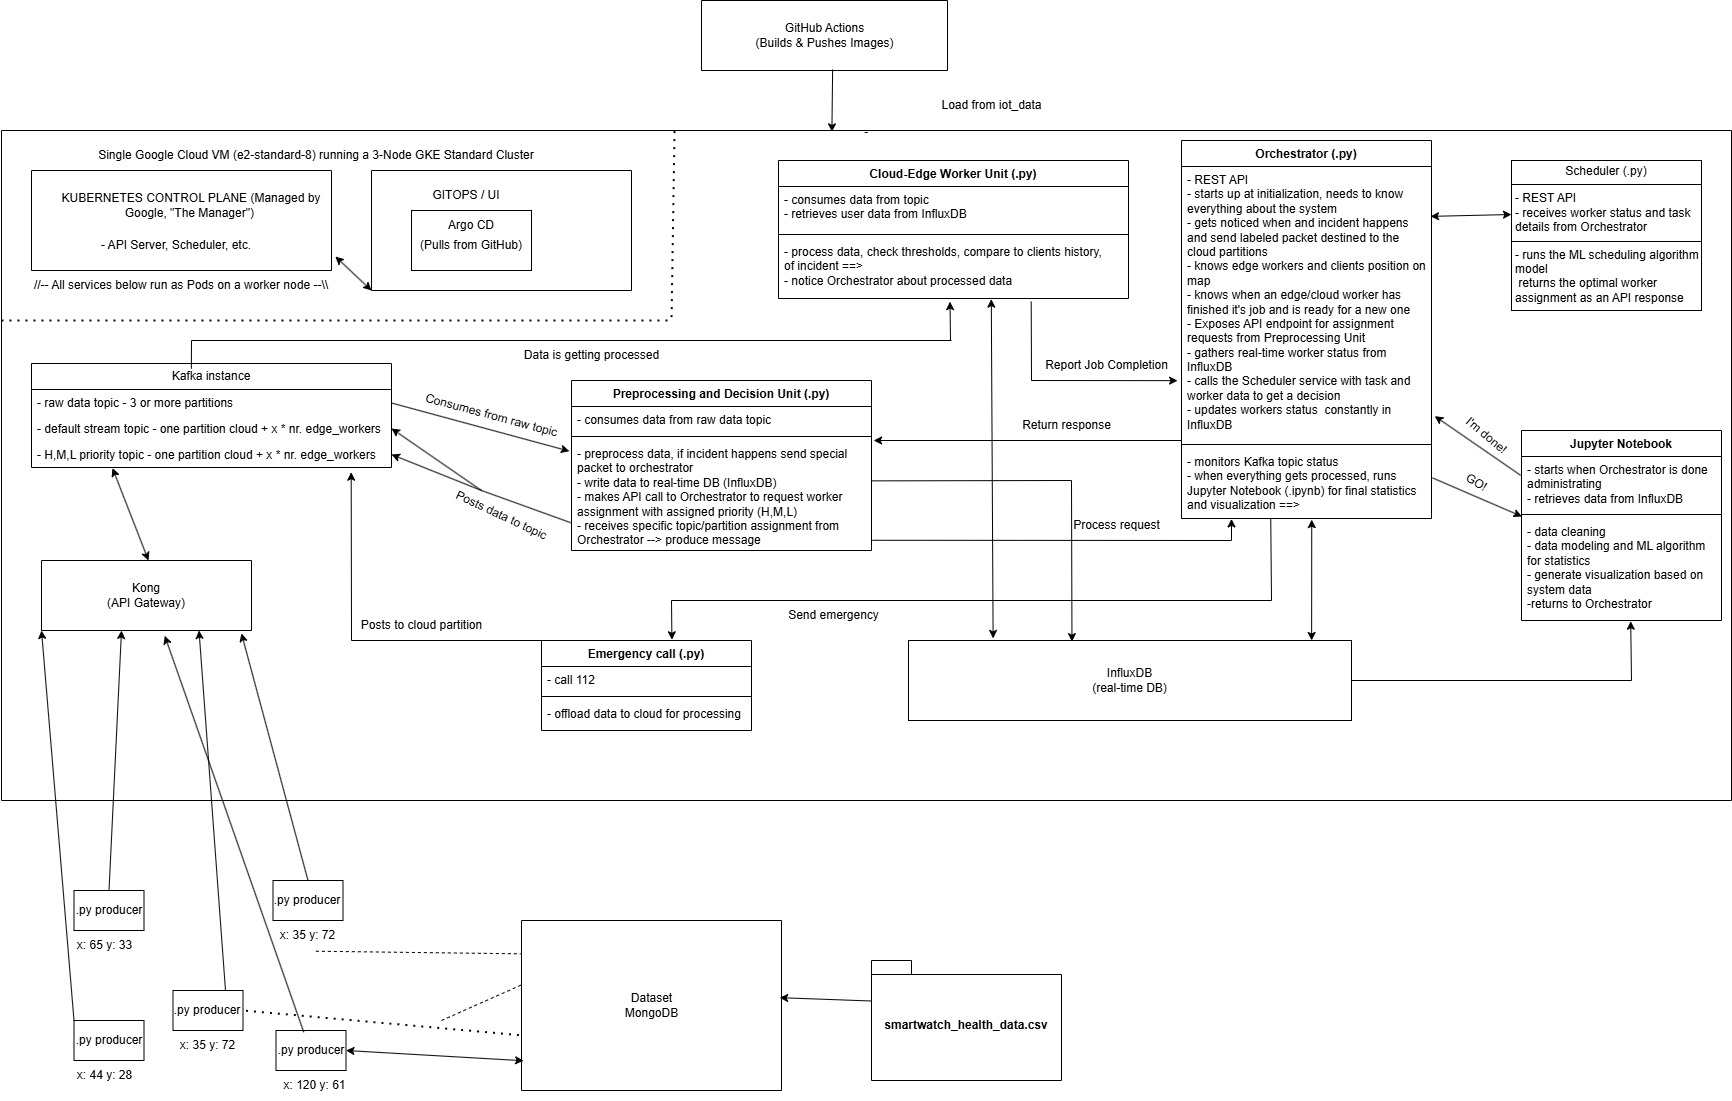 GitHub Actions
(Builds & Pushes Images)
Load from iot_data
Single Google Cloud VM (e2-standard-8) running a 3-Node GKE Standard Cluster
KUBERNETES CONTROL PLANE (Managed by
Google, "The Manager")
- API Server, Scheduler, etc.
GITOPS / UI
Argo CD
(Pulls from GitHub)
//-- All services below run as Pods on a worker node --\\
Cloud-Edge Worker Unit (.py)
- consumes data from topic
- retrieves user data from InfluxDB
- process data, check thresholds, compare to clients history,
of incident ==>
- notice Orchestrator about processed data
Orchestrator (.py)
- REST API
- starts up at initialization, needs to know
everything about the system
- gets noticed when and incident happens
and send labeled packet destined to the
cloud partitions
- knows edge workers and clients position on
map
- knows when an edge/cloud worker has
finished it's job and is ready for a new one
- Exposes API endpoint for assignment
requests from Preprocessing Unit
- gathers real-time worker status from
InfluxDB
- calls the Scheduler service with task and
worker data to get a decision
- updates workers status  constantly in
InfluxDB
- monitors Kafka topic status
- when everything gets processed, runs
Jupyter Notebook (.ipynb) for final statistics
and visualization ==>
Scheduler (.py)
- REST API
- receives worker status and task
details from Orchestrator
- runs the ML scheduling algorithm
model
returns the optimal worker
assignment as an API response
Data is getting processed
Report Job Completion
Kafka instance
- raw data topic - 3 or more partitions
- default stream topic - one partition cloud + x * nr. edge_workers
- H,M,L priority topic - one partition cloud + x * nr. edge_workers
Consumes from raw topic
Posts data to topic
Preprocessing and Decision Unit (.py)
- consumes data from raw data topic
- preprocess data, if incident happens send special
packet to orchestrator
- write data to real-time DB (InfluxDB)
- makes API call to Orchestrator to request worker
assignment with assigned priority (H,M,L)
- receives specific topic/partition assignment from
Orchestrator --> produce message
Return response
Process request
I'm done!
GO!
Jupyter Notebook
- starts when Orchestrator is done
administrating
- retrieves data from InfluxDB
- data cleaning
- data modeling and ML algorithm
for statistics
- generate visualization based on
system data
-returns to Orchestrator
Kong
(API Gateway)
Posts to cloud partition
Send emergency
Emergency call (.py)
- call 112
- offload data to cloud for processing
InfluxDB
(real-time DB)
.py producer
x: 65 y: 33
.py producer
x: 35 y: 72
.py producer
x: 35 y: 72
.py producer
x: 44 y: 28
.py producer
x: 120 y: 61
Dataset
MongoDB
smartwatch_health_data.csv